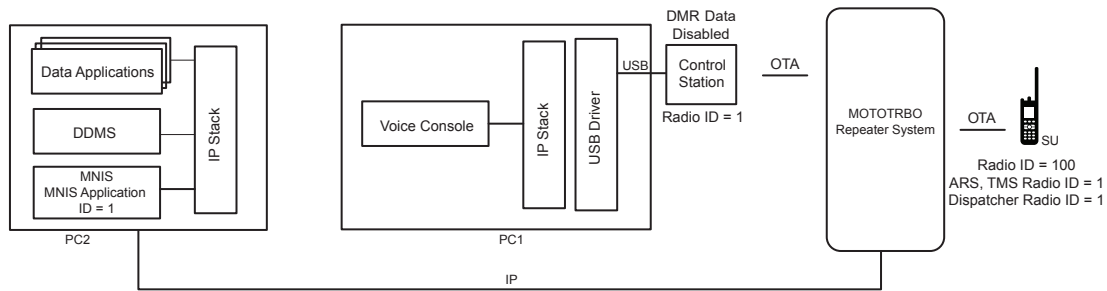 Data Applications
DDMS
MNIS
MNIS Application
ID = 1
IP Stack
PC2
Voice Console
IP Stack
USB Driver
PC1
USB
DMR Data
Disabled
Control
Station
Radio ID = 1
OTA
MOTOTRBO
Repeater System
OTA
SU
Radio ID = 100
ARS, TMS Radio ID = 1
Dispatcher Radio ID = 1
IP